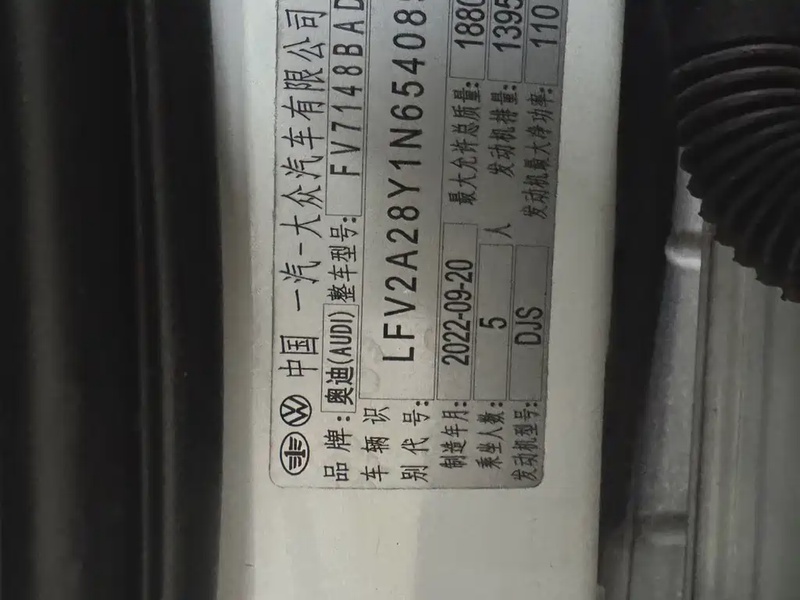 中国 一汽-大众汽车有限公司
品牌: 奥迪(AUDI) 整车型号: FV7148BAD
车辆识别代号: LFV2A28Y1N65408
制造年月: 2022-09-20 最大允许总质量: 1880
乘坐人数: 5 人 发动机排量: 1395
发动机型号: DJS 发动机最大净功率: 110